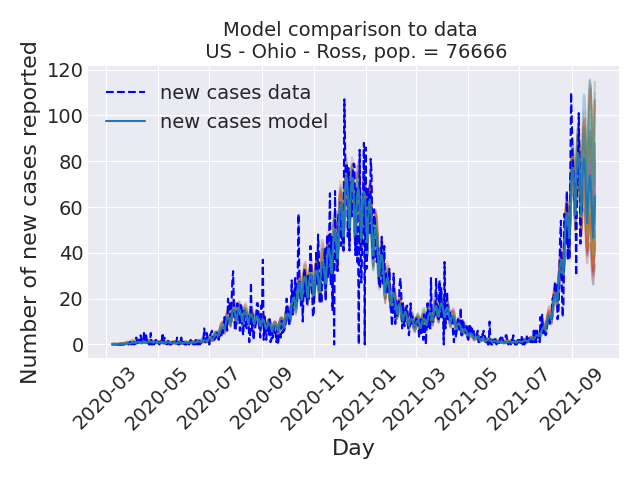 Model comparison to data
US - Ohio - Ross, pop. = 76666
Number of new cases reported
120
100
80
60
40
20
0
new cases data
new cases model
2020-03
2020-05
2020-07
2020-09
2020-11
2021-01
2021-03
2021-05
2021-07
2021-09
Day